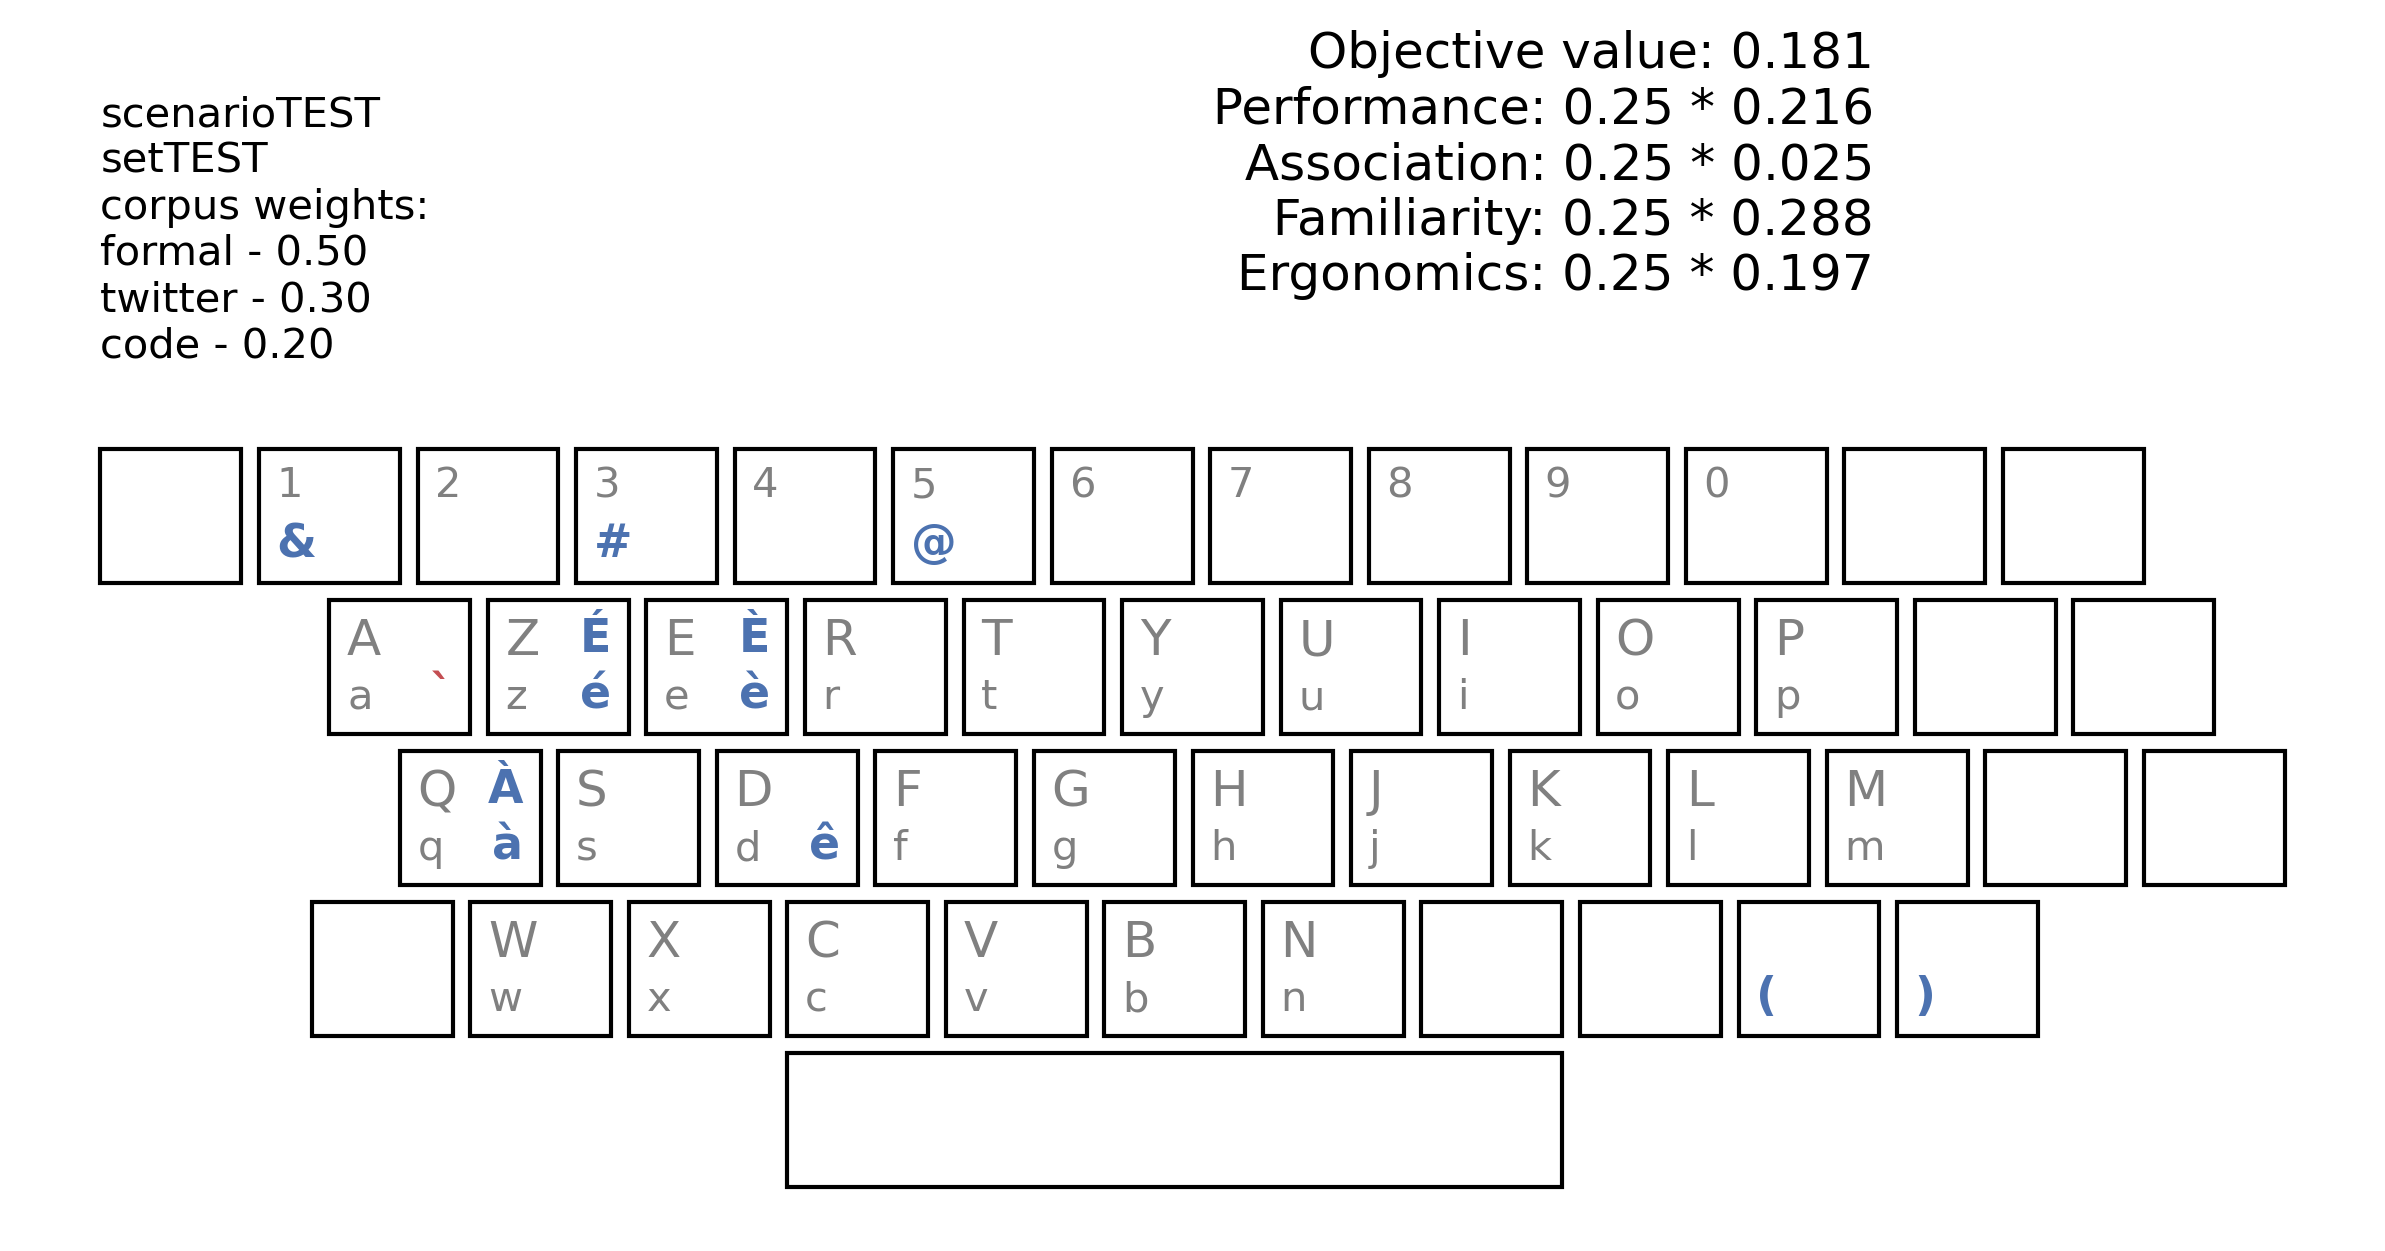 Objective value: 0.181
Performance: 0.25 * 0.216
Association: 0.25 * 0.025
Familiarity: 0.25 * 0.288
Ergonomics: 0.25 * 0.197
scenarioTEST
setTEST
corpus weights:
formal - 0.50
twitter - 0.30
code - 0.20
1 2 3 4 5 6 7 8 9 0
& # @
A Z É E È R T Y U I O P
a ` z é e è r t y u i o p
Q À S D F G H J K L M
q à s d ê f g h j k l m
W X C V B N
w x c v b n ( )